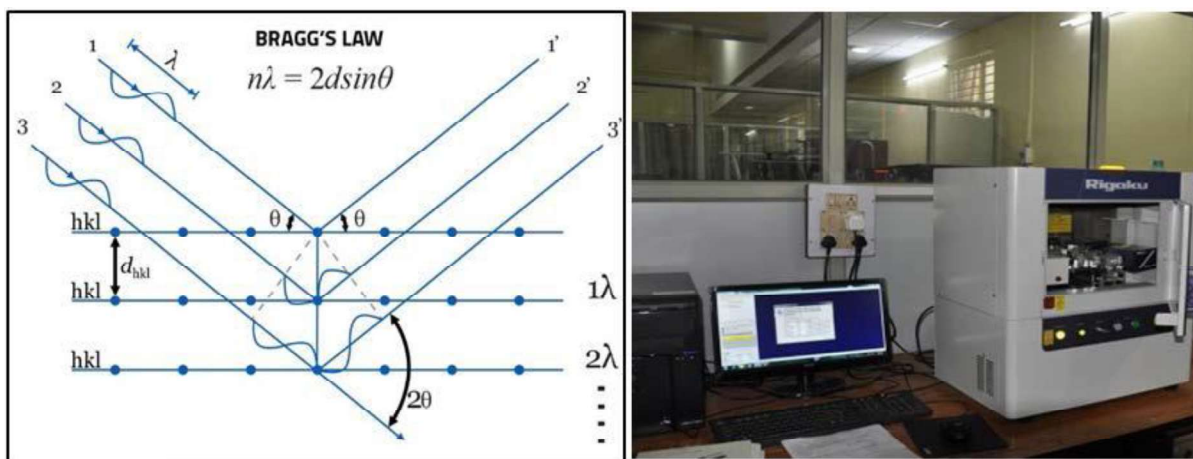 BRAGG'S LAW
nλ = 2dsinθ
1
λ
1'
2
2'
3
3'
θ
θ
hkl
d_hkl
hkl
1λ
hkl
2λ
2θ
Rigaku